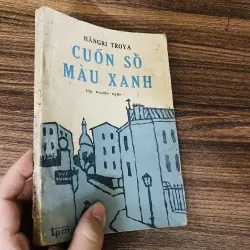 HĂNGRI TROYA
CUỐN SỔ
MÀU XANH
tập truyện ngắn